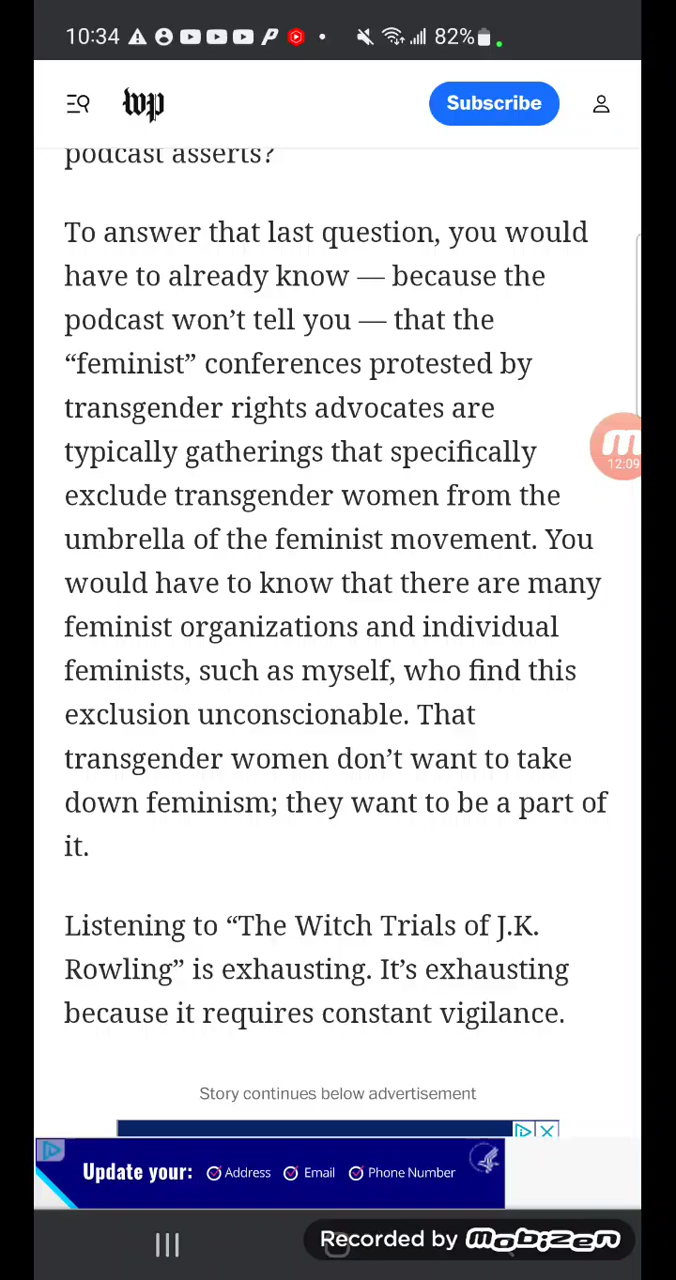 10:34
82%
wp
Subscribe
podcast asserts?
To answer that last question, you would
have to already know — because the
podcast won’t tell you — that the
“feminist” conferences protested by
transgender rights advocates are
typically gatherings that specifically
exclude transgender women from the
umbrella of the feminist movement. You
would have to know that there are many
feminist organizations and individual
feminists, such as myself, who find this
exclusion unconscionable. That
transgender women don’t want to take
down feminism; they want to be a part of
it.
12:09
Listening to “The Witch Trials of J.K.
Rowling” is exhausting. It’s exhausting
because it requires constant vigilance.
Story continues below advertisement
Update your: Address Email Phone Number
Recorded by mobizen